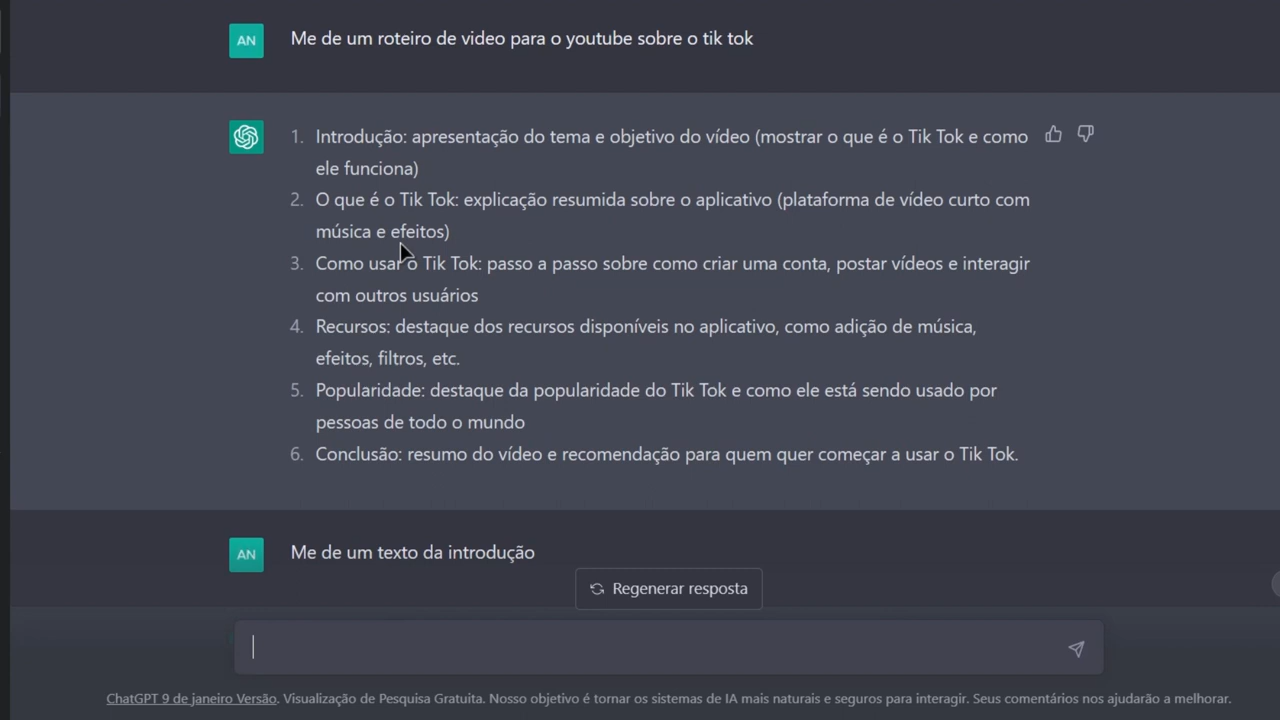 AN Me de um roteiro de video para o youtube sobre o tik tok
1. Introdução: apresentação do tema e objetivo do vídeo (mostrar o que é o Tik Tok e como
ele funciona)
2. O que é o Tik Tok: explicação resumida sobre o aplicativo (plataforma de vídeo curto com
música e efeitos)
3. Como usar o Tik Tok: passo a passo sobre como criar uma conta, postar vídeos e interagir
com outros usuários
4. Recursos: destaque dos recursos disponíveis no aplicativo, como adição de música,
efeitos, filtros, etc.
5. Popularidade: destaque da popularidade do Tik Tok e como ele está sendo usado por
pessoas de todo o mundo
6. Conclusão: resumo do vídeo e recomendação para quem quer começar a usar o Tik Tok.
AN Me de um texto da introdução
Regenerar resposta
ChatGPT 9 de janeiro Versão. Visualização de Pesquisa Gratuita. Nosso objetivo é tornar os sistemas de IA mais naturais e seguros para interagir. Seus comentários nos ajudarão a melhorar.